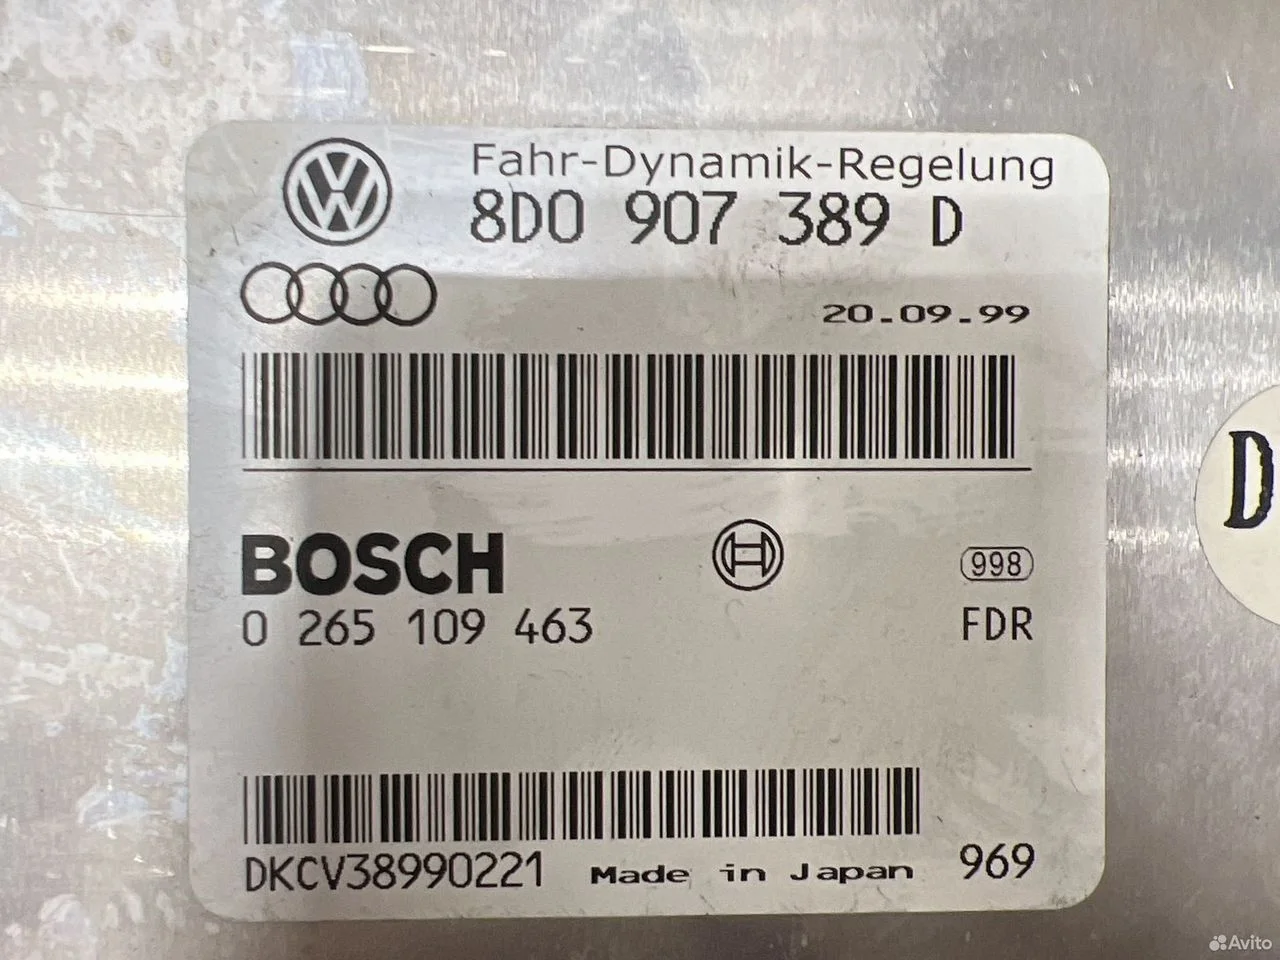 Fahr-Dynamik-Regelung
8D0 907 389 D
20.09.99
BOSCH
998
0 265 109 463
FDR
DKCV38990221 Made in Japan 969
D
Avito